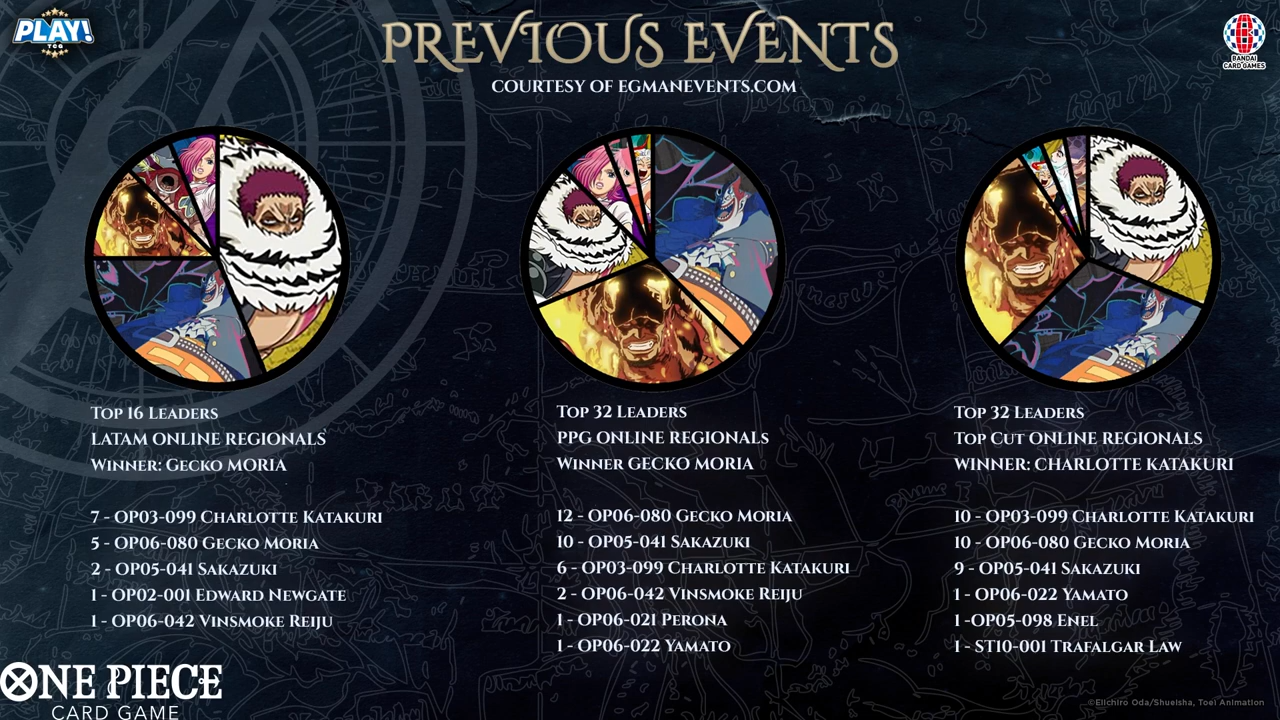 PLAY!
TCG
PREVIOUS EVENTS
COURTESY OF EGMANEVENTS.COM
BANDAI
CARD GAMES
Top 16 Leaders
LATAM ONLINE REGIONALS
Winner: Gecko MORIA
7 - OP03-099 Charlotte Katakuri
5 - OP06-080 Gecko Moria
2 - OP05-041 Sakazuki
1 - OP02-001 Edward Newgate
1 - OP06-042 Vinsmoke Reiju
Top 32 Leaders
PPG ONLINE REGIONALS
Winner GECKO MORIA
12 - OP06-080 Gecko Moria
10 - OP05-041 Sakazuki
6 - OP03-099 Charlotte Katakuri
2 - OP06-042 Vinsmoke Reiju
1 - OP06-021 Perona
1 - OP06-022 Yamato
Top 32 Leaders
Top Cut ONLINE REGIONALS
WINNER: CHARLOTTE KATAKURI
10 - OP03-099 Charlotte Katakuri
10 - OP06-080 Gecko Moria
9 - OP05-041 Sakazuki
1 - OP06-022 Yamato
1 -OP05-098 Enel
1 - ST10-001 Trafalgar Law
ONE PIECE
CARD GAME
©Eiichiro Oda/Shueisha, Toei Animation